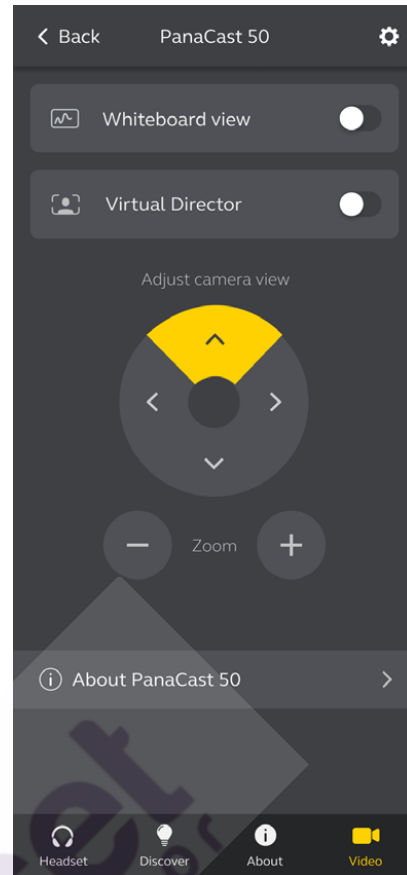 Back PanaCast 50
Whiteboard view
Virtual Director
Adjust camera view
Zoom
About PanaCast 50
Headset Discover About Video